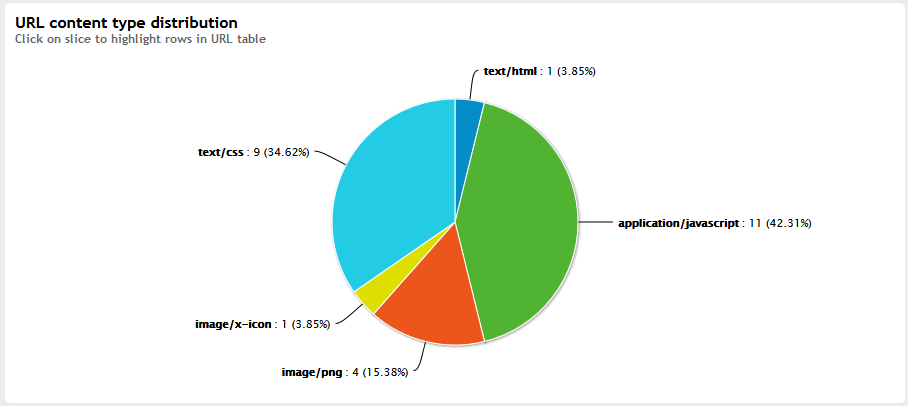 URL content type distribution
Click on slice to highlight rows in URL table
text/html : 1 (3.85%)
text/css : 9 (34.62%)
application/javascript : 11 (42.31%)
image/x-icon : 1 (3.85%)
image/png : 4 (15.38%)